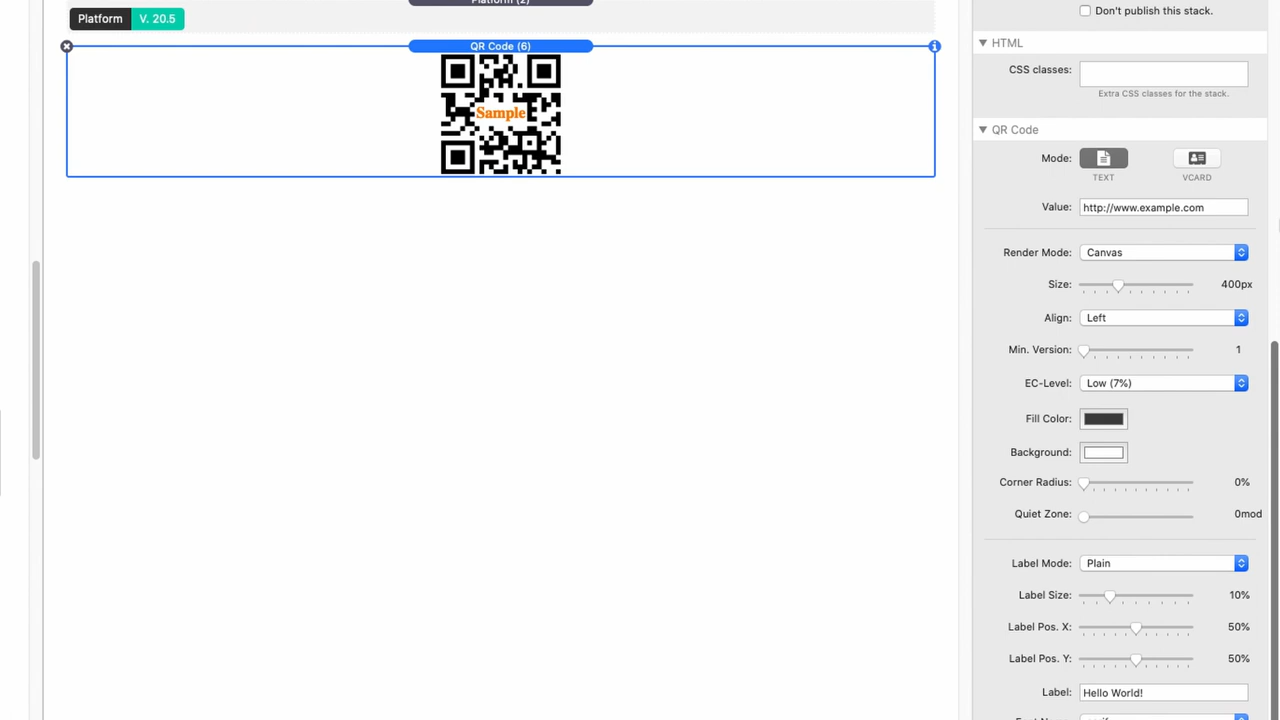 Platform (2)
Don't publish this stack.
Platform V. 20.5
QR Code (6)
Sample
HTML
CSS classes:
Extra CSS classes for the stack.
QR Code
Mode:
TEXT
VCARD
Value: http://www.example.com
Render Mode: Canvas
Size: 400px
Align: Left
Min. Version: 1
EC-Level: Low (7%)
Fill Color:
Background:
Corner Radius: 0%
Quiet Zone: 0mod
Label Mode: Plain
Label Size: 10%
Label Pos. X: 50%
Label Pos. Y: 50%
Label: Hello World!